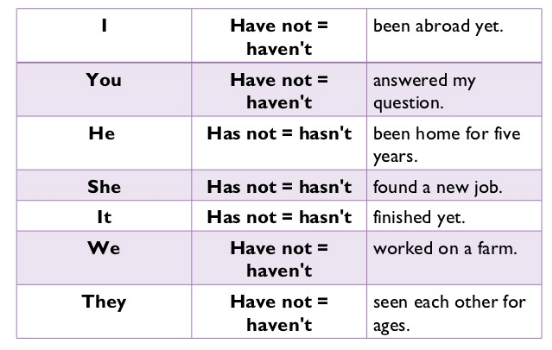 I Have not = haven't been abroad yet.
You Have not = haven't answered my question.
He Has not = hasn't been home for five years.
She Has not = hasn't found a new job.
It Has not = hasn't finished yet.
We Have not = haven't worked on a farm.
They Have not = haven't seen each other for ages.